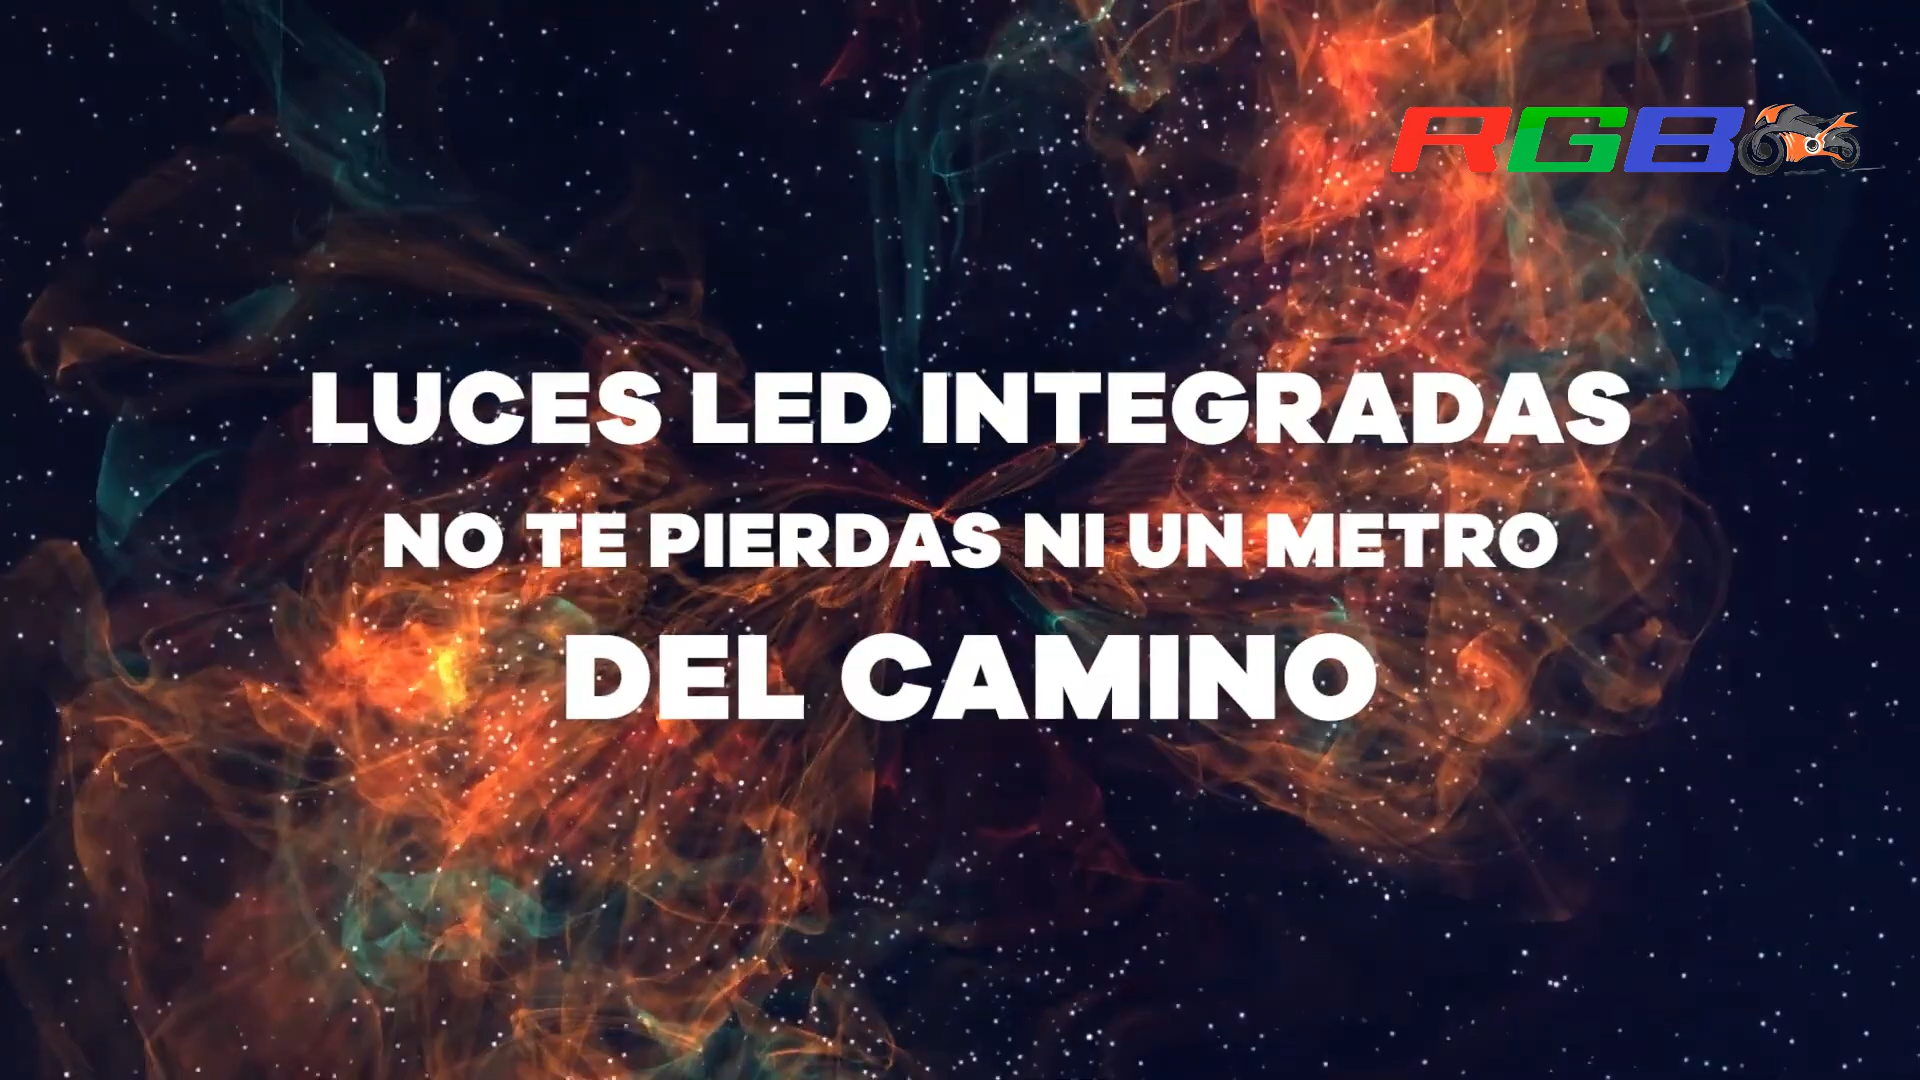 RGB
LUCES LED INTEGRADAS
NO TE PIERDAS NI UN METRO
DEL CAMINO